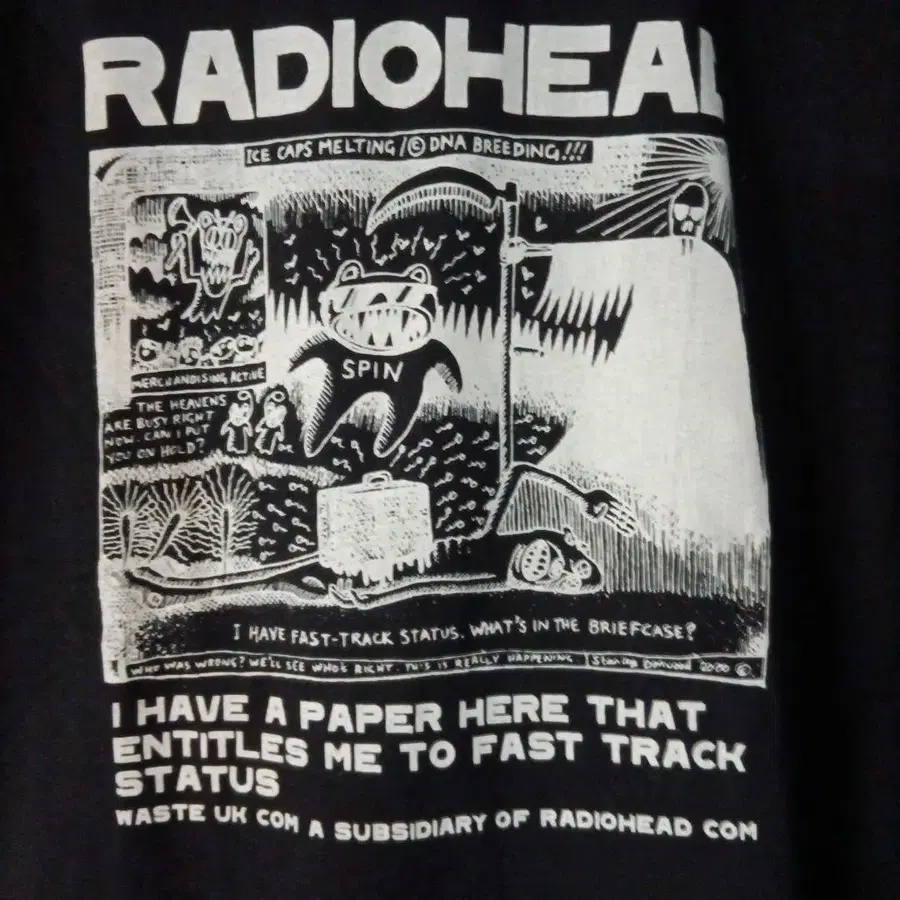 RADIOHEAD
ICE CAPS MELTING/© DNA BREEDING!!!
SPIN
MERCHANDISING ACTIVE
THE HEAVENS
ARE BUSY RIGHT
NOW. CAN I PUT
YOU ON HOLD?
I HAVE FAST-TRACK STATUS. WHAT'S IN THE BRIEFCASE?
WHO WAS WRONG? WE'LL SEE WHO'S RIGHT. THIS IS REALLY HAPPENING
I HAVE A PAPER HERE THAT
ENTITLES ME TO FAST TRACK
STATUS
WASTE UK COM A SUBSIDIARY OF RADIOHEAD COM